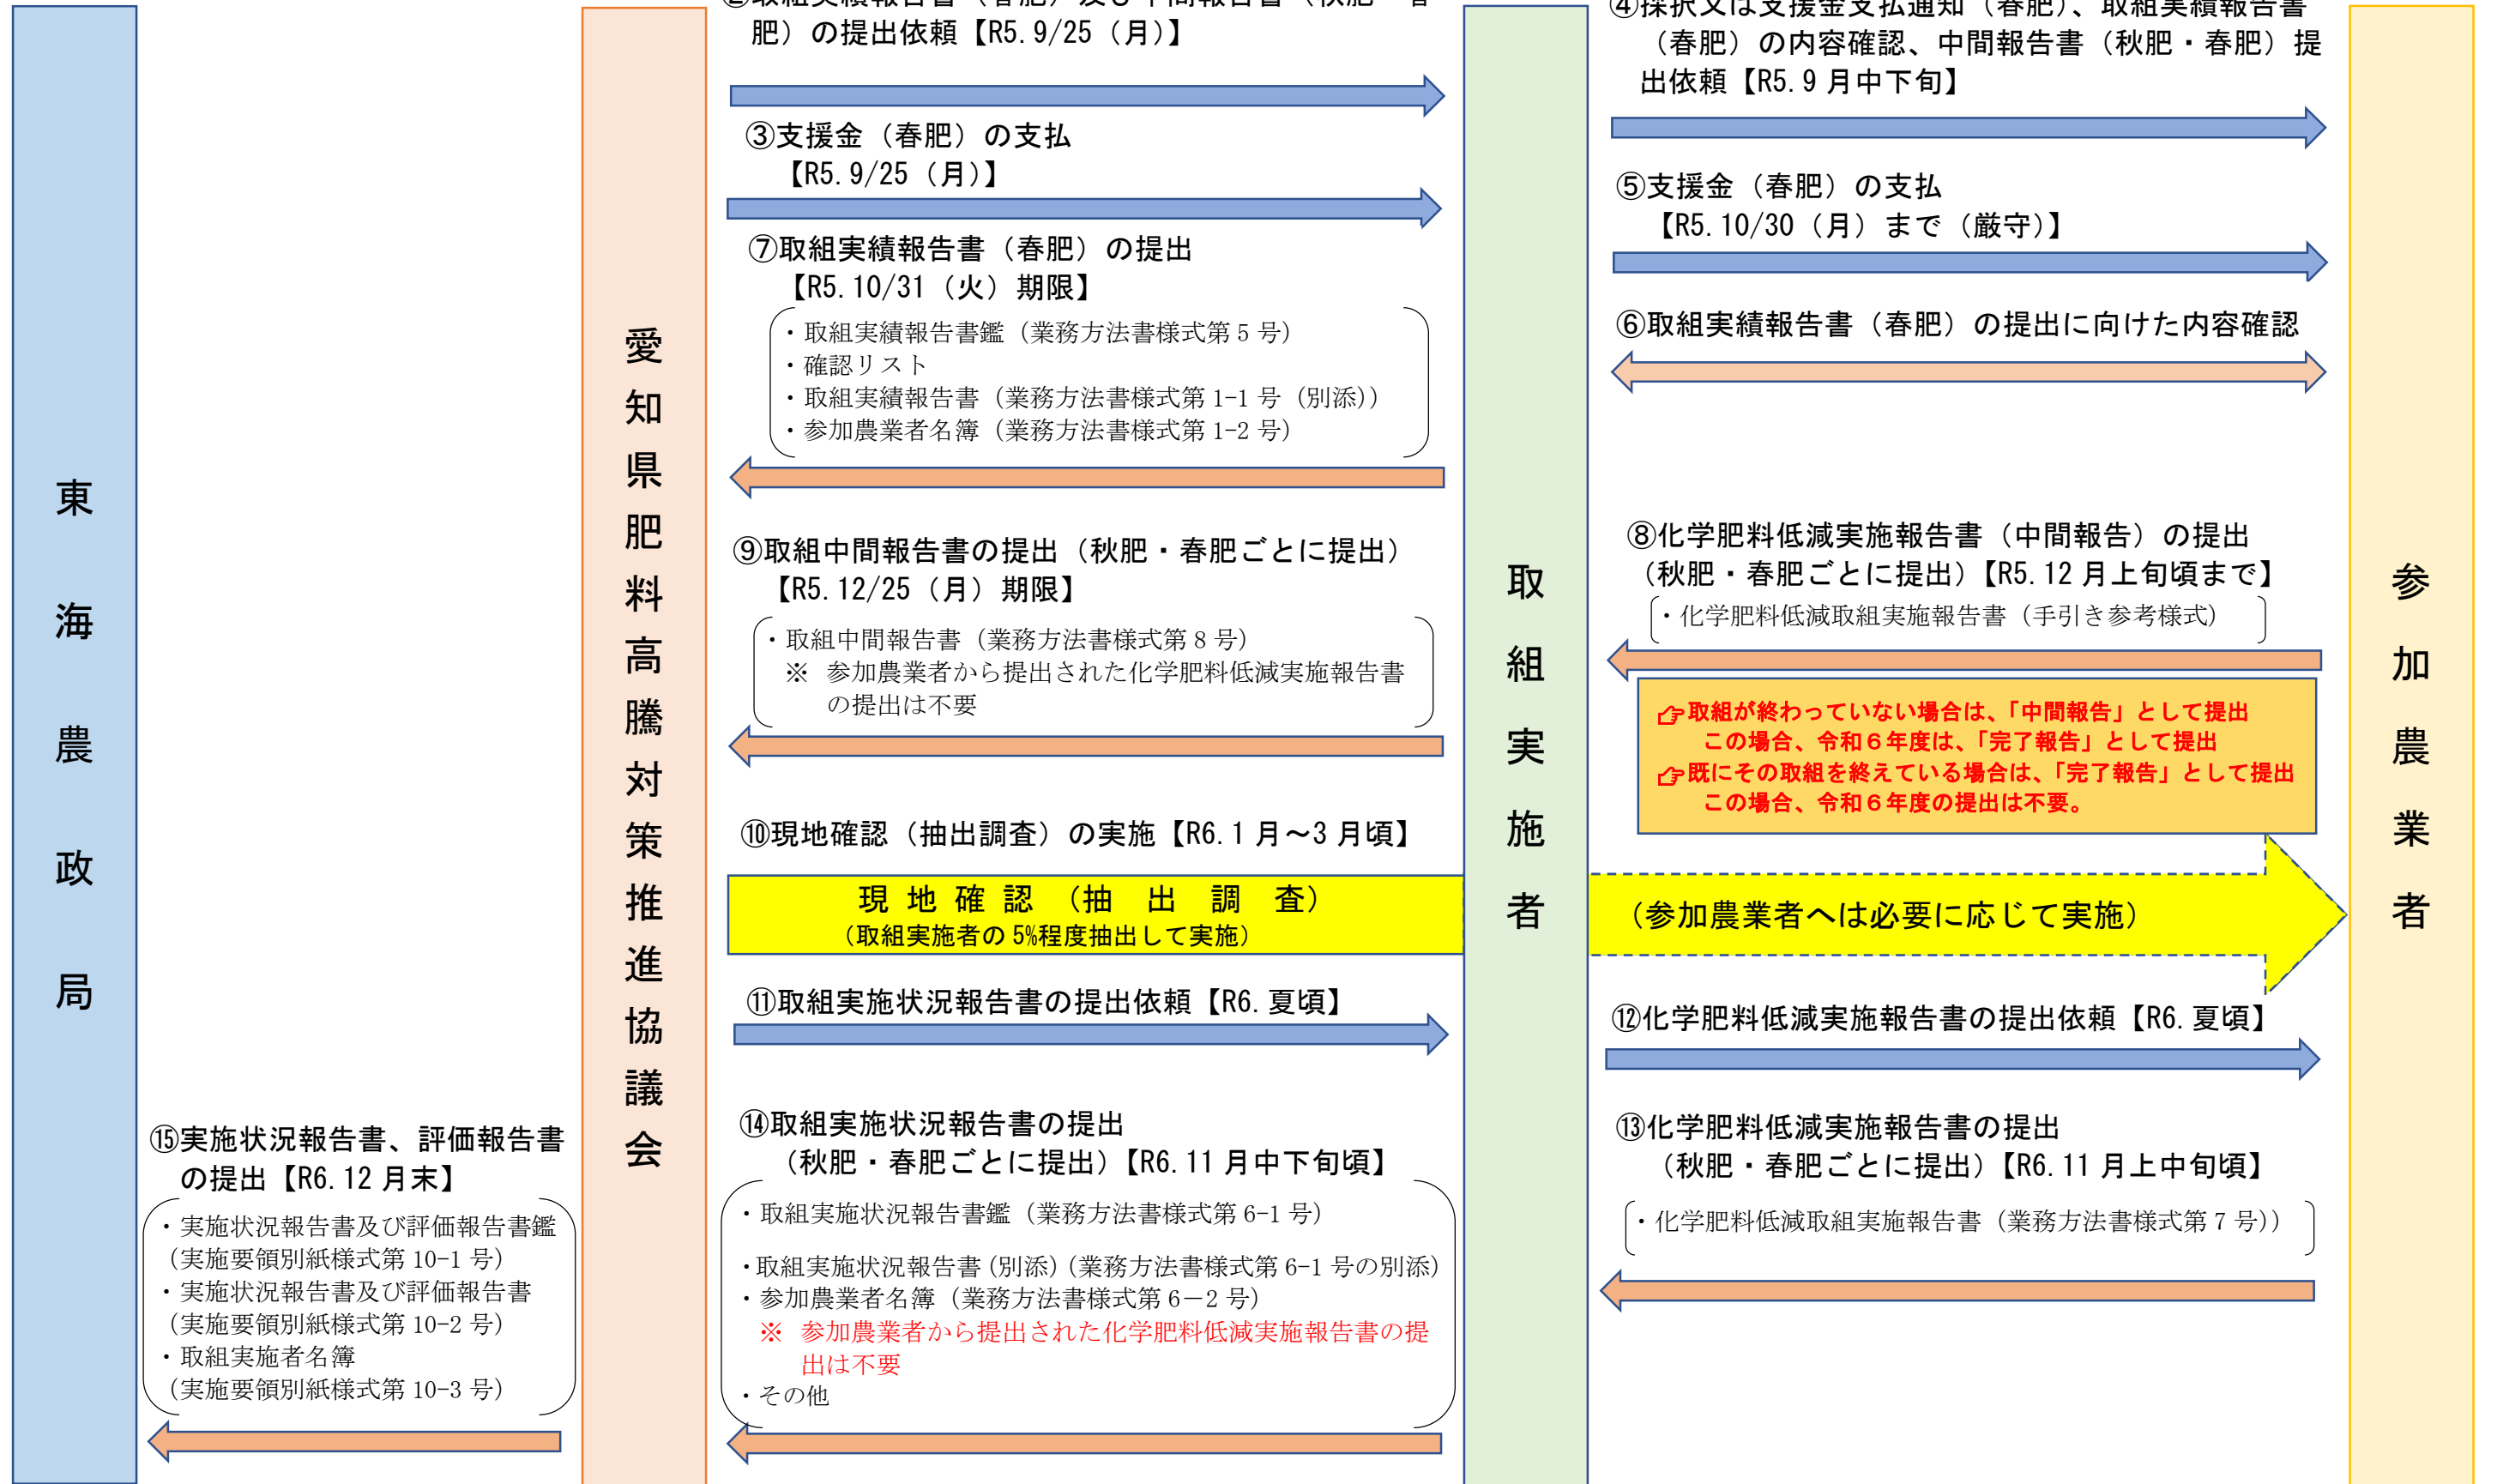 東海農政局
愛知県肥料高騰対策推進協議会
肥）の提出依頼【R5.9/25（月）】
③支援金（春肥）の支払
【R5.9/25（月）】
⑦取組実績報告書（春肥）の提出
【R5.10/31（火）期限】
・取組実績報告書鑑（業務方法書様式第5号）
・確認リスト
・取組実績報告書（業務方法書様式第1-1号（別添））
・参加農業者名簿（業務方法書様式第1-2号）
⑨取組中間報告書の提出（秋肥・春肥ごとに提出）
【R5.12/25（月）期限】
・取組中間報告書（業務方法書様式第8号）
※ 参加農業者から提出された化学肥料低減実施報告書
の提出は不要
⑩現地確認（抽出調査）の実施【R6.1月～3月頃】
現地確認（抽出調査）
（取組実施者の5%程度抽出して実施）
⑪取組実施状況報告書の提出依頼【R6.夏頃】
⑭取組実施状況報告書の提出
（秋肥・春肥ごとに提出）【R6.11月中下旬頃】
・取組実施状況報告書鑑（業務方法書様式第6-1号）
・取組実施状況報告書（別添）（業務方法書様式第6-1号の別添）
・参加農業者名簿（業務方法書様式第6－2号）
※ 参加農業者から提出された化学肥料低減実施報告書の提
出は不要
・その他
⑮実施状況報告書、評価報告書
の提出【R6.12月末】
・実施状況報告書及び評価報告書鑑
（実施要領別紙様式第10-1号）
・実施状況報告書及び評価報告書
（実施要領別紙様式第10-2号）
・取組実施者名簿
（実施要領別紙様式第10-3号）
取組実施者
④採択又は支援金支払通知（春肥）、取組実績報告書
（春肥）の内容確認、中間報告書（秋肥・春肥）提
出依頼【R5.9月中下旬】
⑤支援金（春肥）の支払
【R5.10/30（月）まで（厳守）】
⑥取組実績報告書（春肥）の提出に向けた内容確認
⑧化学肥料低減実施報告書（中間報告）の提出
（秋肥・春肥ごとに提出）【R5.12月上旬頃まで】
・化学肥料低減取組実施報告書（手引き参考様式）
☞取組が終わっていない場合は、「中間報告」として提出
この場合、令和６年度は、「完了報告」として提出
☞既にその取組を終えている場合は、「完了報告」として提出
この場合、令和６年度の提出は不要。
（参加農業者へは必要に応じて実施）
⑫化学肥料低減実施報告書の提出依頼【R6.夏頃】
⑬化学肥料低減実施報告書の提出
（秋肥・春肥ごとに提出）【R6.11月上中旬頃】
・化学肥料低減取組実施報告書（業務方法書様式第7号））
参加農業者